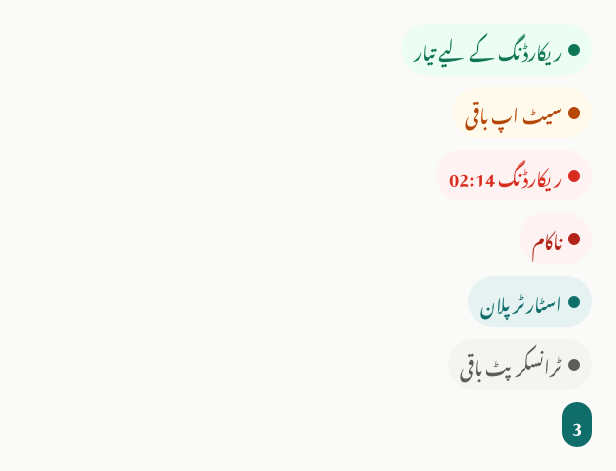 ریکارڈنگ کے لیے تیار
سیٹ اپ باقی
ریکارڈنگ 02:14
ناکام
اسٹارٹر پلان
ٹرانسکرپٹ باقی
3